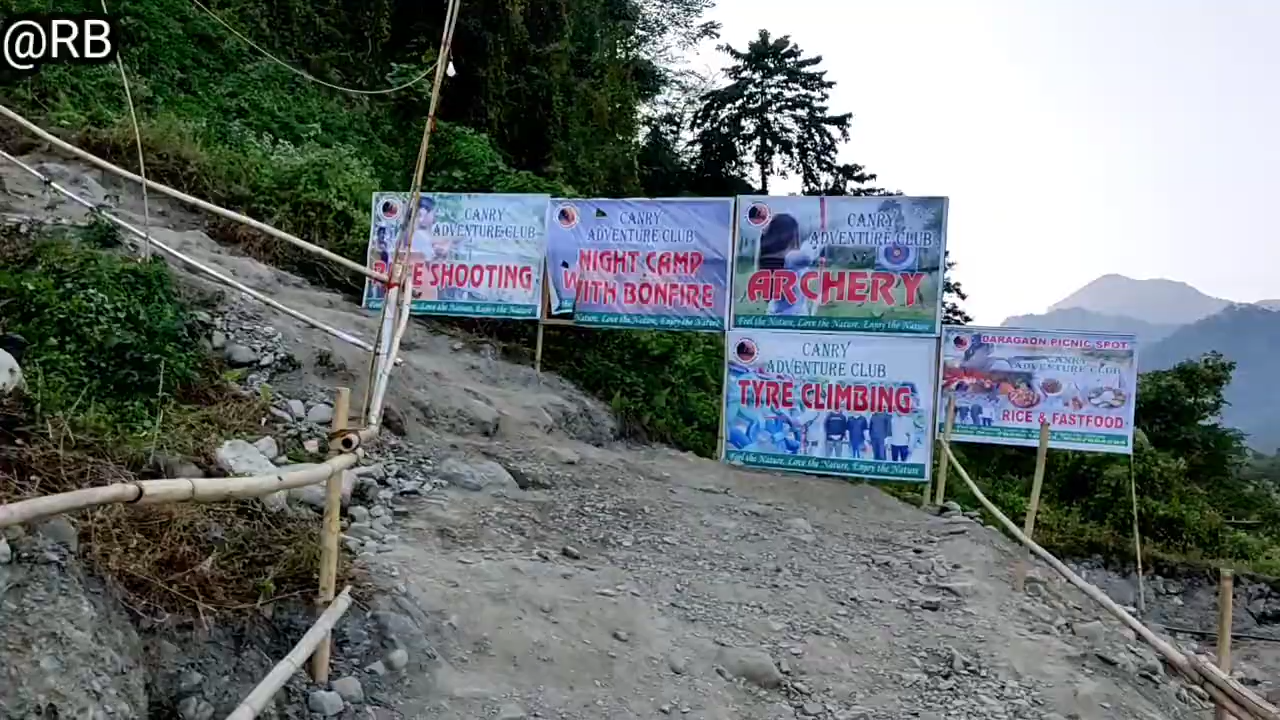 @RB
CANRY
ADVENTURE CLUB
SHOOTING
CANRY
ADVENTURE CLUB
NIGHT CAMP
WITH BONFIRE
Nature, Love the Nature, Enjoy the Nature
CANRY
ADVENTURE CLUB
ARCHERY
Feel the Nature, Love the Nature, Enjoy the Nature
CANRY
ADVENTURE CLUB
TYRE CLIMBING
Feel the Nature, Love the Nature, Enjoy the Nature
DARAGAON PICNIC SPOT
CANRY
ADVENTURE CLUB
RICE & FASTFOOD